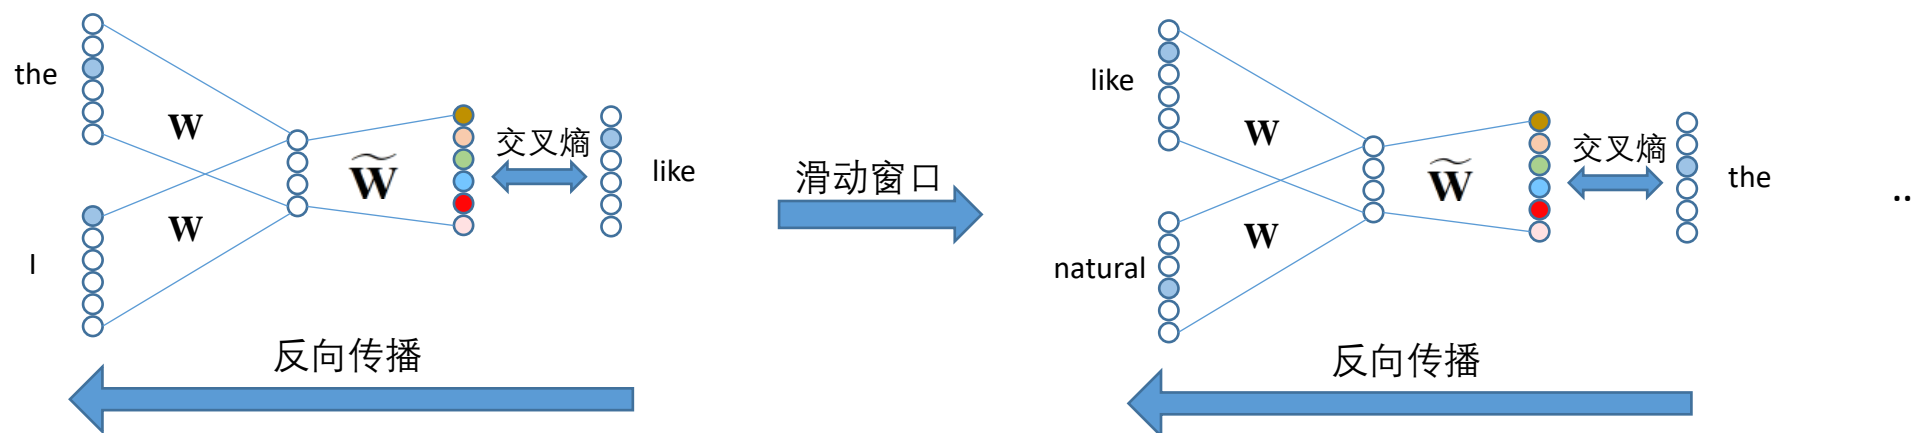 the
I
W
W
W̃
交叉熵
like
反向传播
滑动窗口
like
natural
W
W
W̃
交叉熵
the
反向传播
..